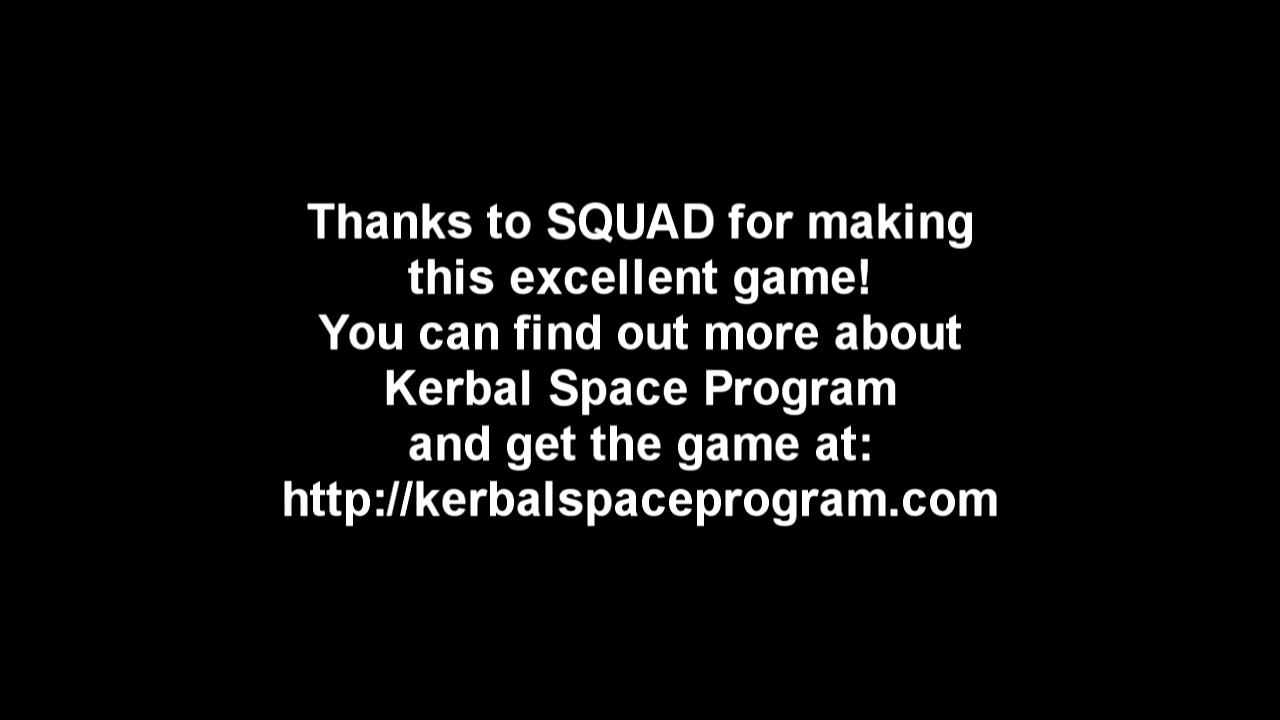 Thanks to SQUAD for making
this excellent game!
You can find out more about
Kerbal Space Program
and get the game at:
http://kerbalspaceprogram.com